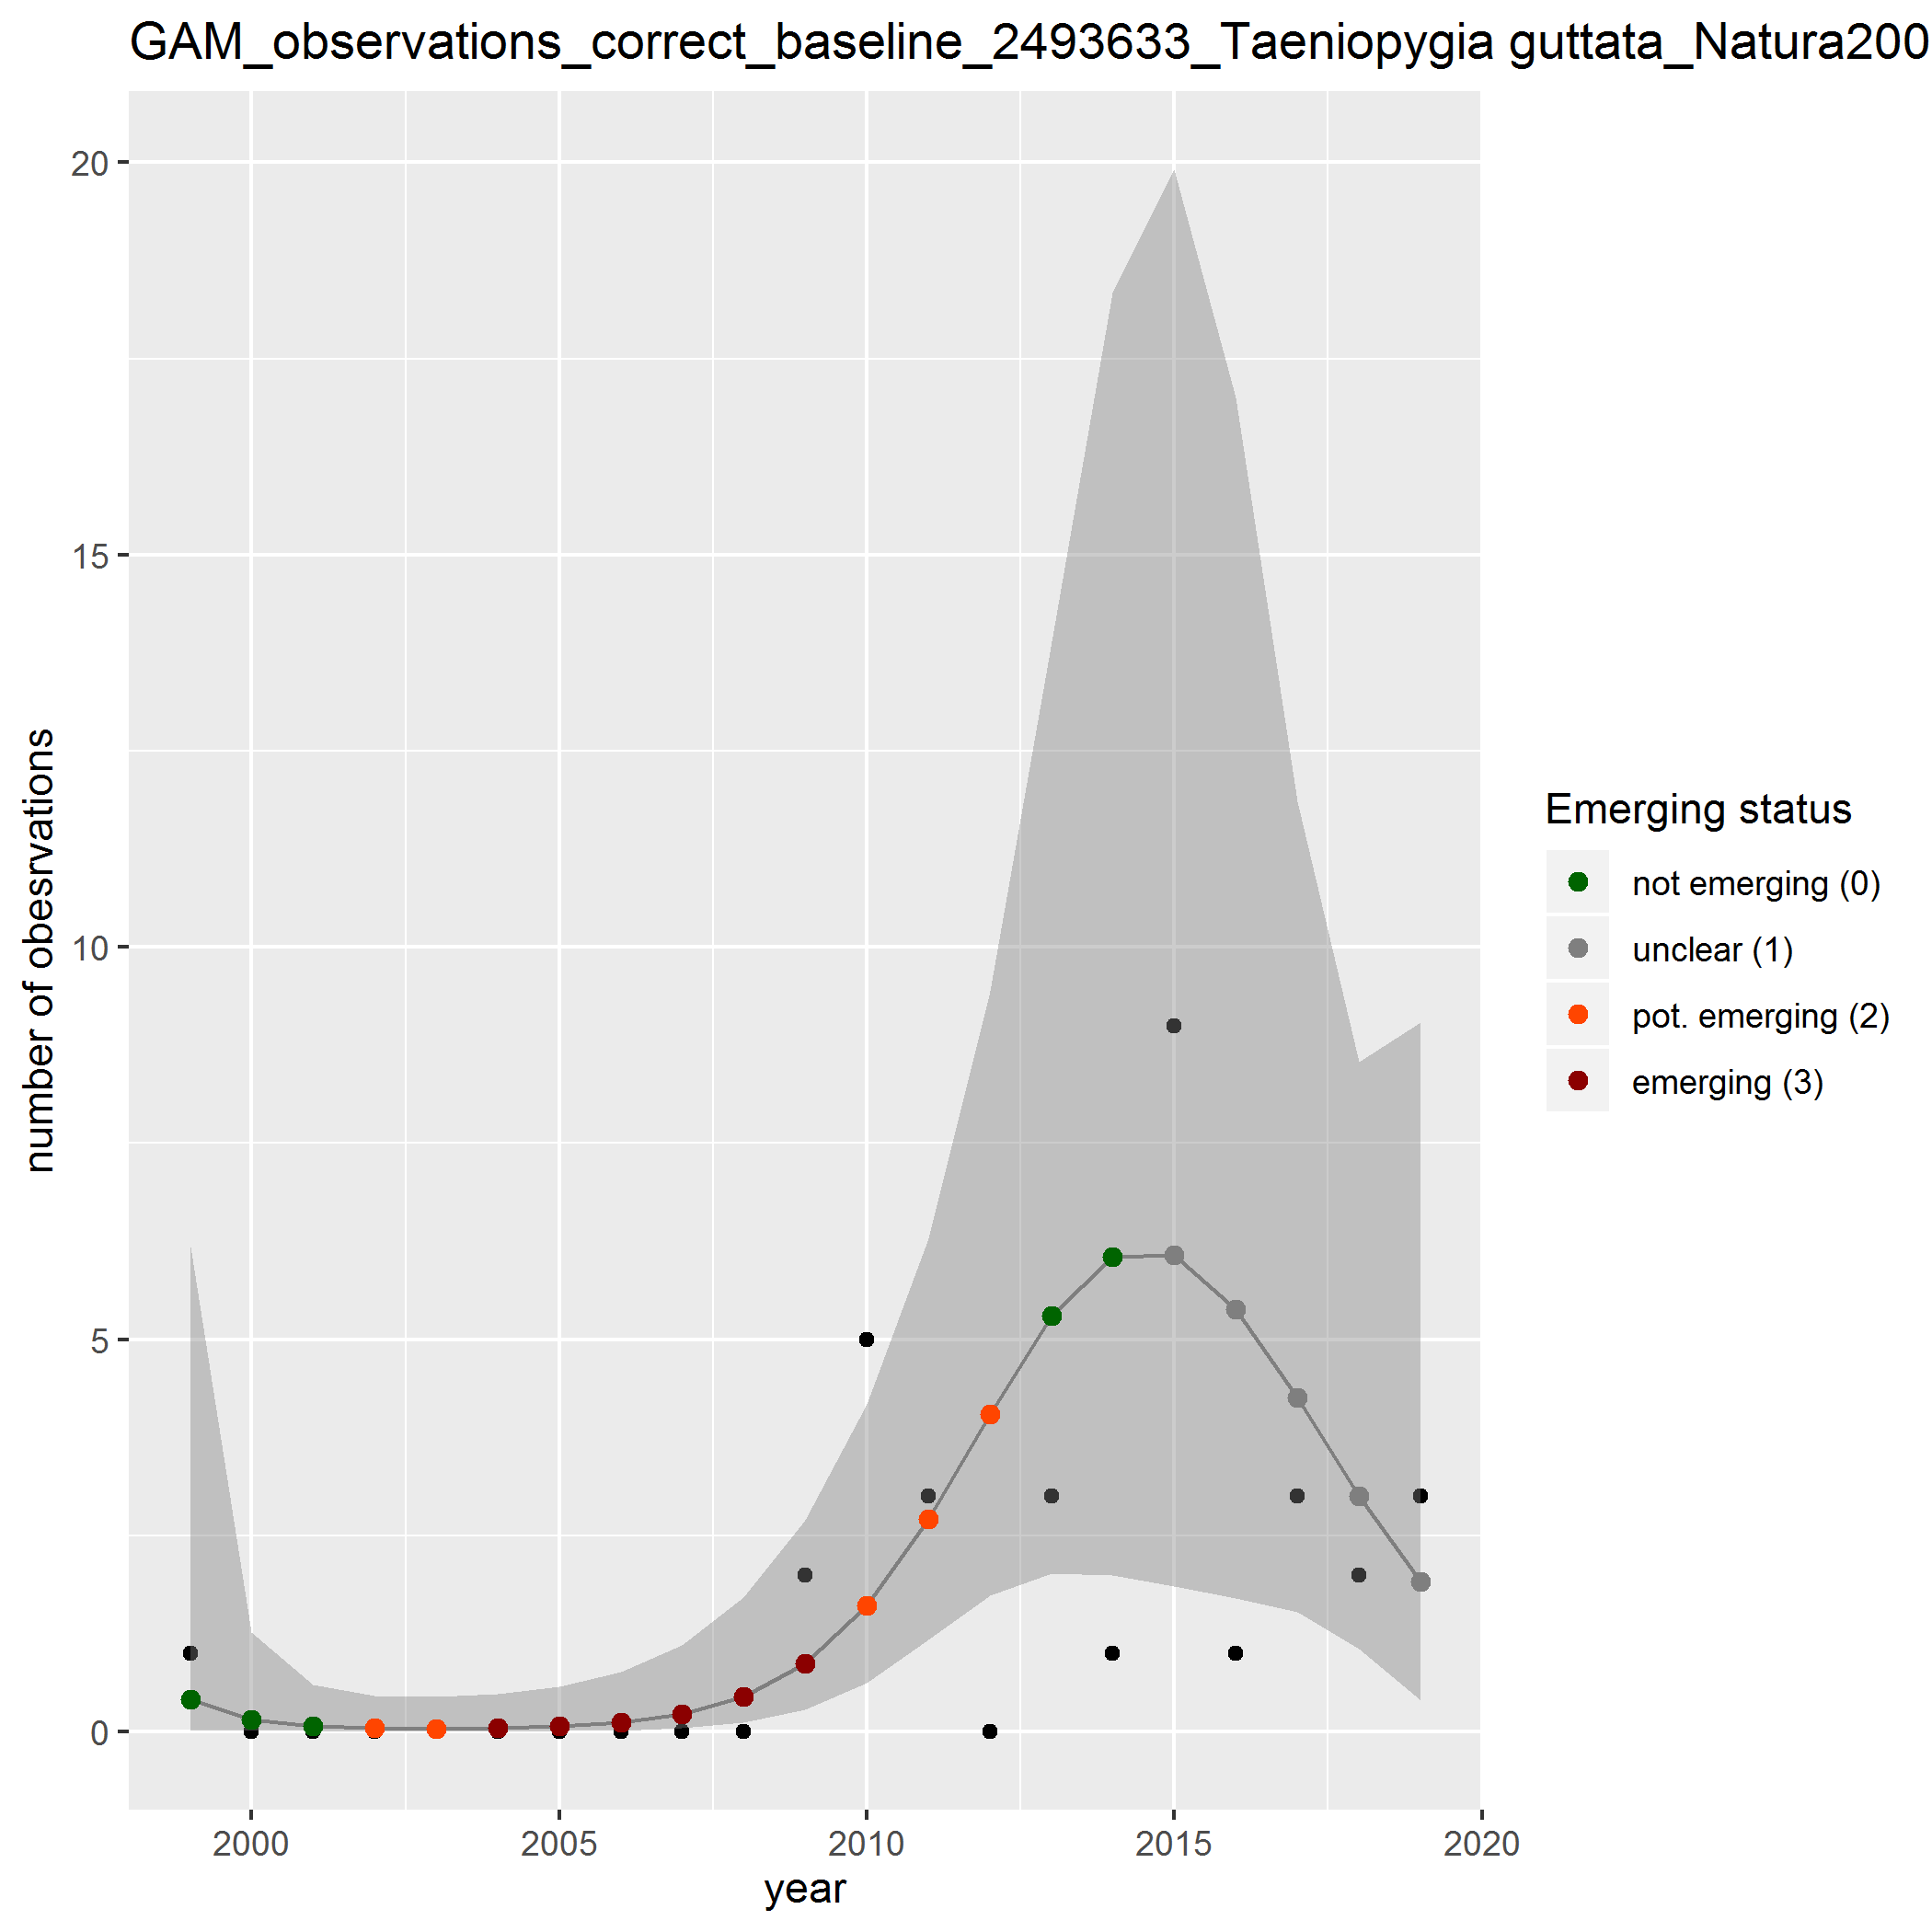 GAM_observations_correct_baseline_2493633_Taeniopygia guttata_Natura200
20
15
10
5
0
number of obesrvations
2000
2005
2010
2015
2020
year
Emerging status
not emerging (0)
unclear (1)
pot. emerging (2)
emerging (3)